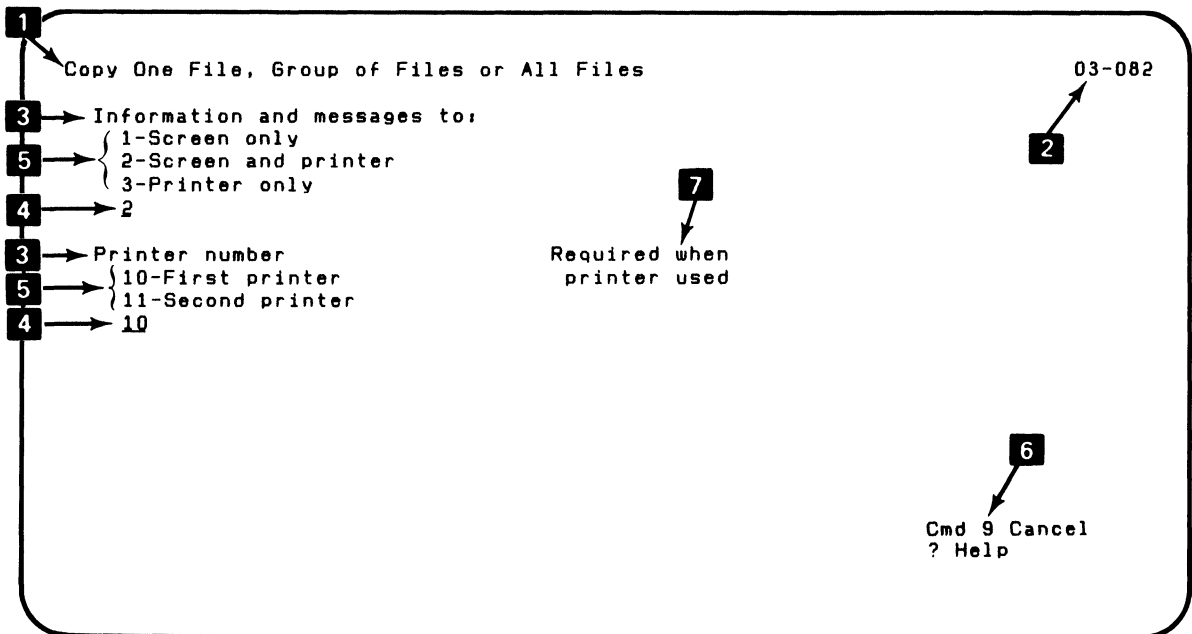 1
Copy One File, Group of Files or All Files 03-082
3 Information and messages to:
1-Screen only
5 2-Screen and printer
2
3-Printer only
7
4 2
3 Printer number Required when
10-First printer printer used
5
11-Second printer
4 10
6
Cmd 9 Cancel
? Help